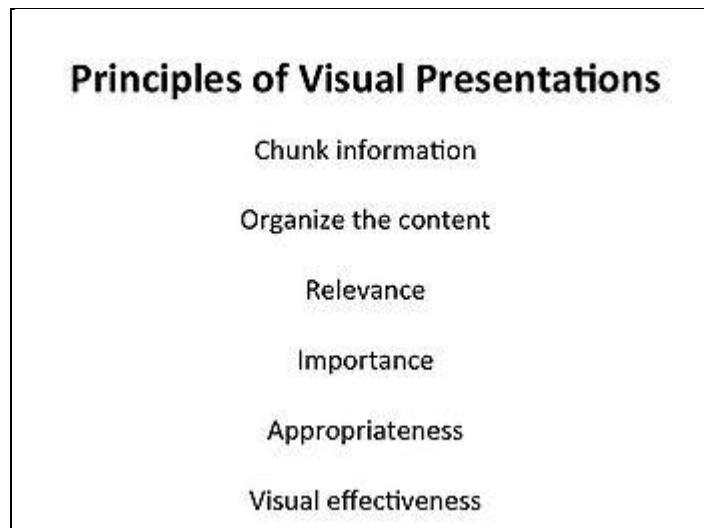 Principles of Visual Presentations
Chunk information
Organize the content
Relevance
Importance
Appropriateness
Visual effectiveness